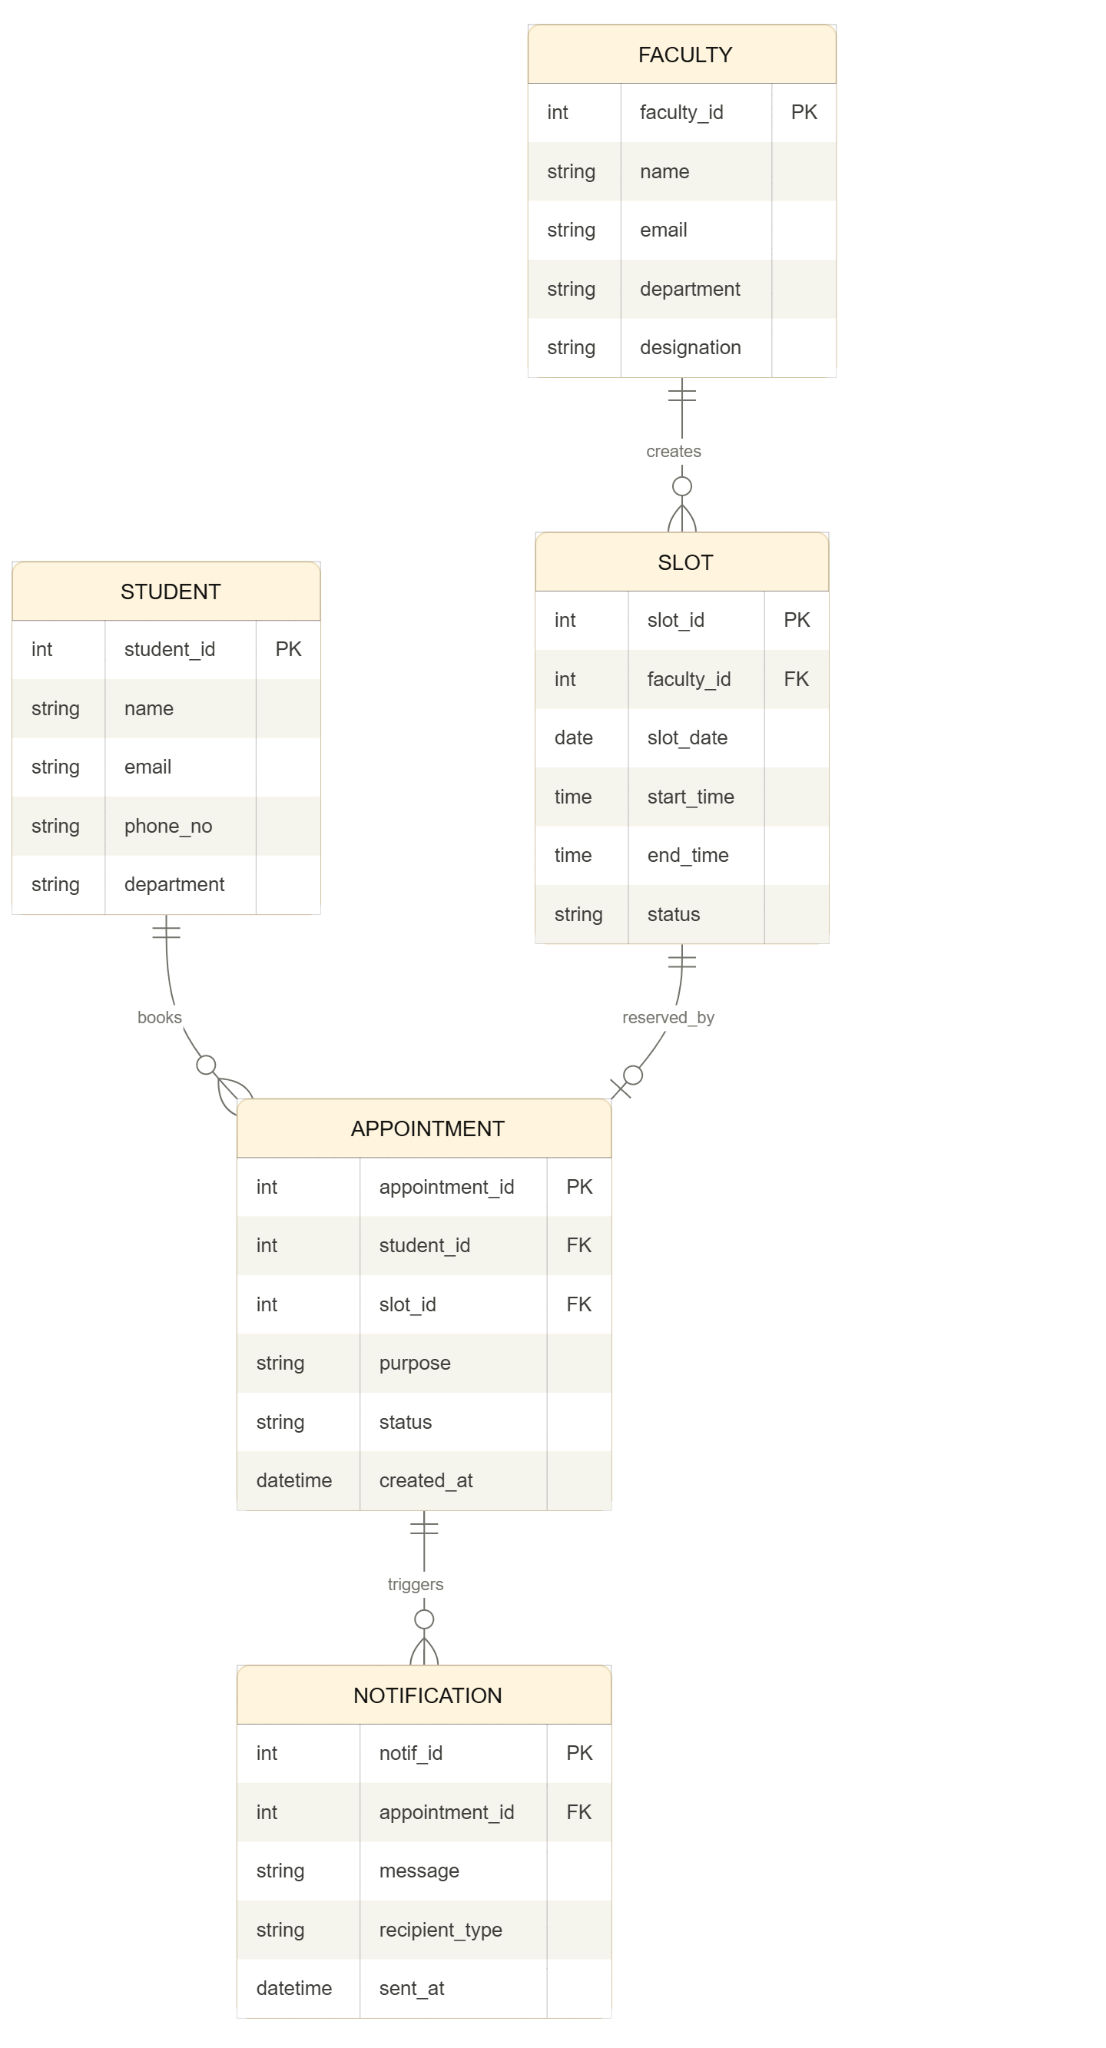 FACULTY
int faculty_id PK
string name
string email
string department
string designation
creates
SLOT
int slot_id PK
int faculty_id FK
date slot_date
time start_time
time end_time
string status
STUDENT
int student_id PK
string name
string email
string phone_no
string department
books
reserved_by
APPOINTMENT
int appointment_id PK
int student_id FK
int slot_id FK
string purpose
string status
datetime created_at
triggers
NOTIFICATION
int notif_id PK
int appointment_id FK
string message
string recipient_type
datetime sent_at